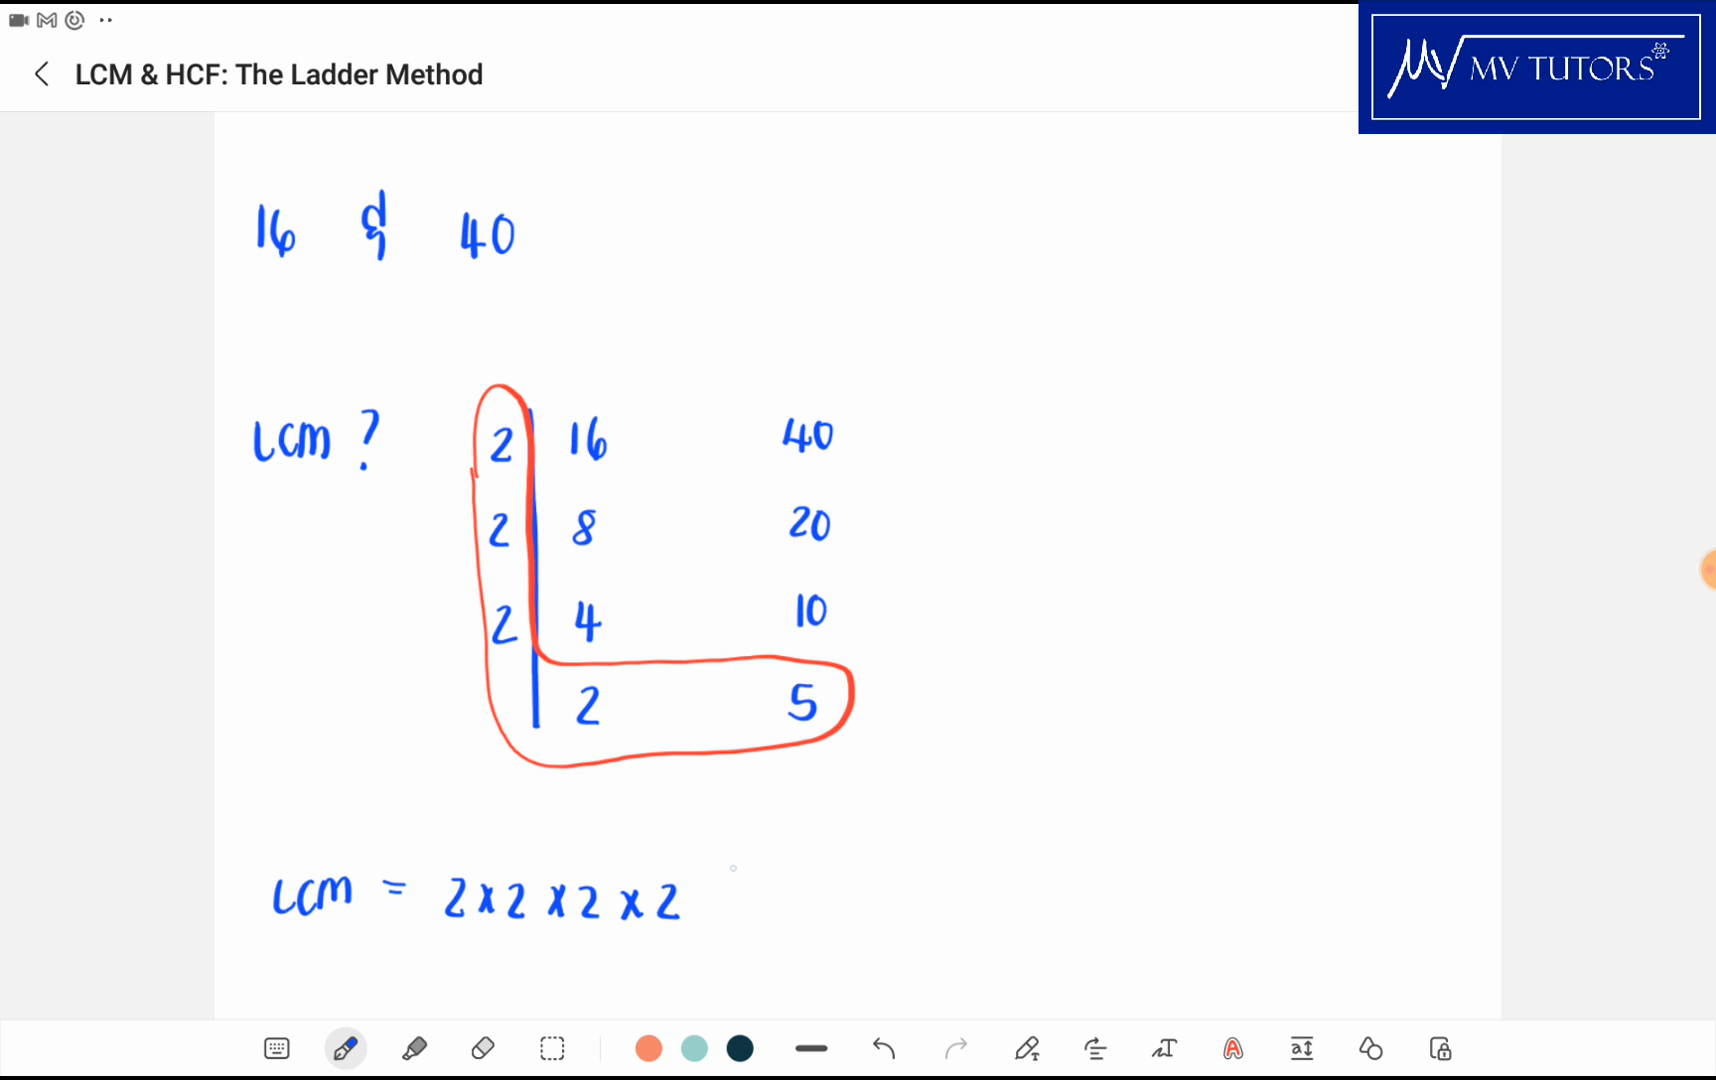 LCM & HCF: The Ladder Method
MV MV TUTORS
16 & 40
LCM ? 2 16 40
2 8 20
2 4 10
2 5
LCM = 2 x 2 x 2 x 2